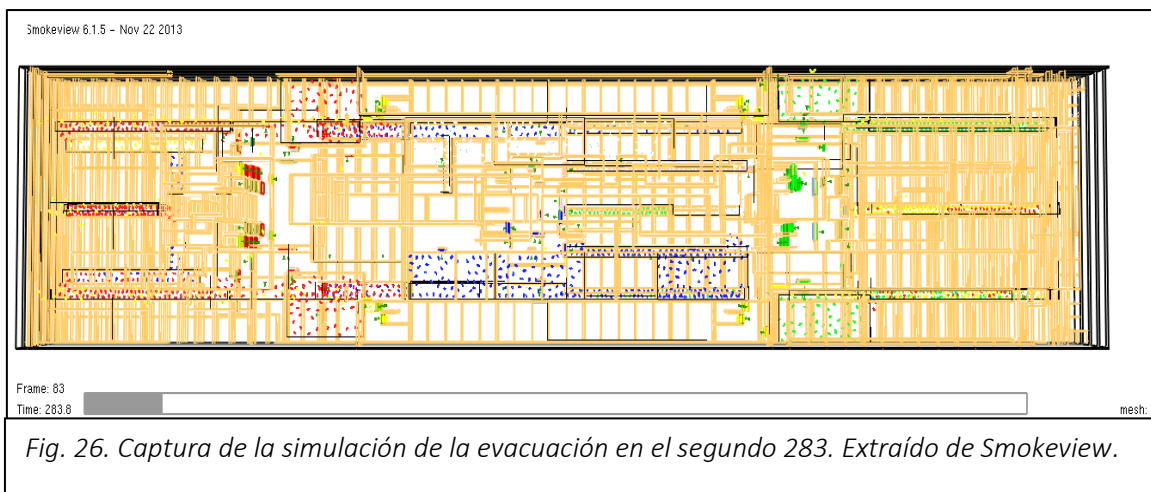 Smokeview 6.1.5 - Nov 22 2013
Frame: 83
Time: 283.8
mesh:
Fig. 26. Captura de la simulación de la evacuación en el segundo 283. Extraído de Smokeview.